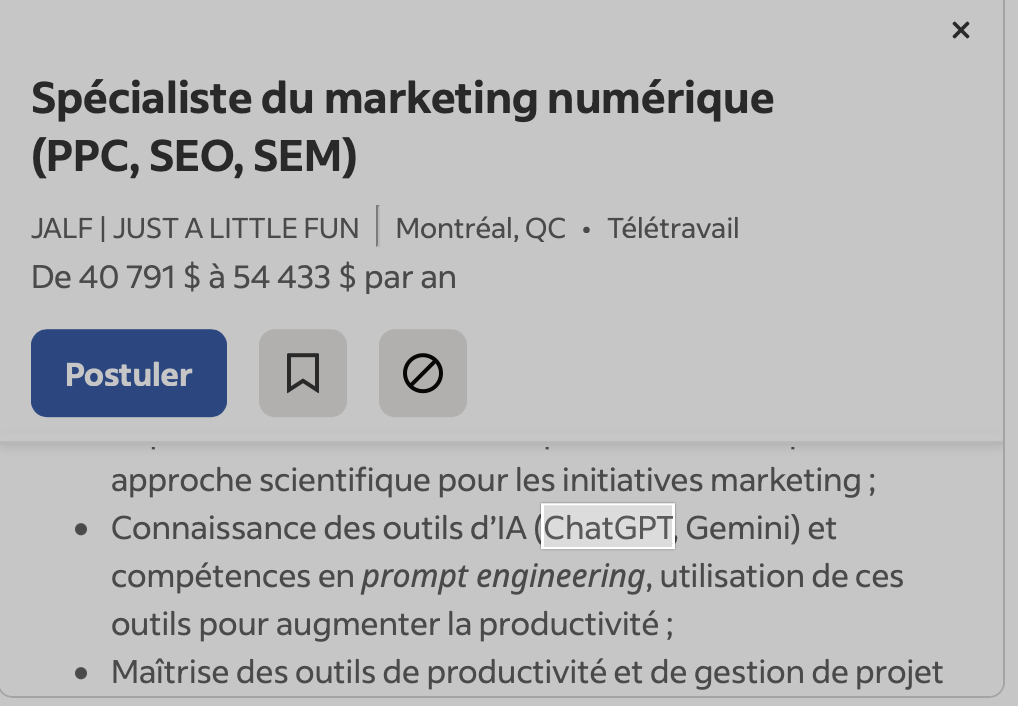 Spécialiste du marketing numérique
(PPC, SEO, SEM)
JALF | JUST A LITTLE FUN | Montréal, QC • Télétravail
De 40 791 $ à 54 433 $ par an
Postuler
approche scientifique pour les initiatives marketing ;
• Connaissance des outils d’IA (ChatGPT, Gemini) et
compétences en prompt engineering, utilisation de ces
outils pour augmenter la productivité ;
• Maîtrise des outils de productivité et de gestion de projet